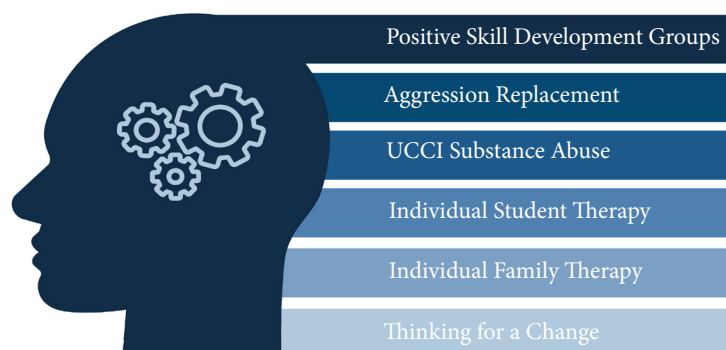 Positive Skill Development Groups
Aggression Replacement
UCCI Substance Abuse
Individual Student Therapy
Individual Family Therapy
Thinking for a Change